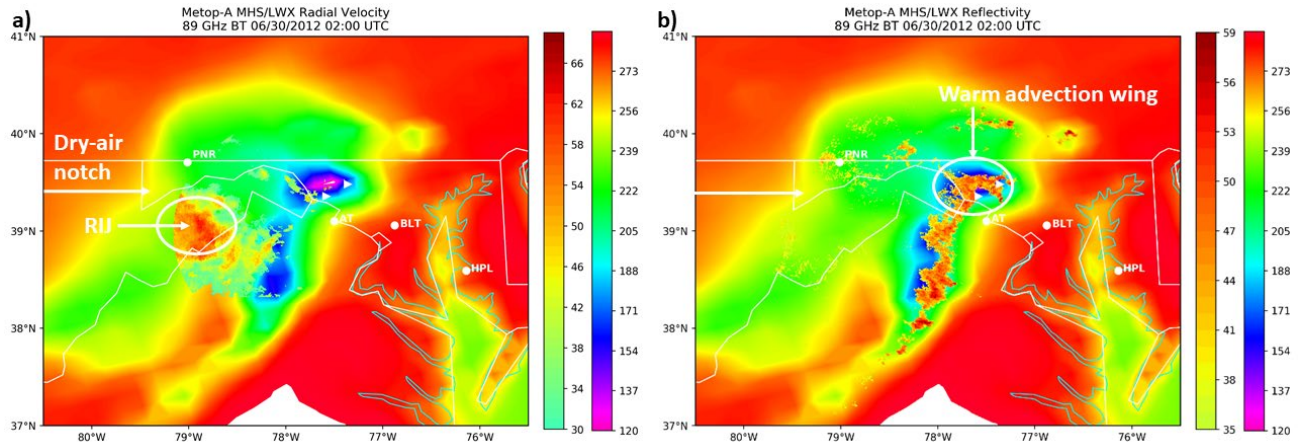 a)
Metop-A MHS/LWX Radial Velocity
89 GHz BT 06/30/2012 02:00 UTC
41°N
40°N
39°N
38°N
37°N
80°W
79°W
78°W
77°W
76°W
Dry-air
notch
RIJ
PNR
AT
BLT
HPL
66
62
58
54
50
46
42
38
34
30
273
256
239
222
205
188
171
154
137
120
b)
Metop-A MHS/LWX Reflectivity
89 GHz BT 06/30/2012 02:00 UTC
41°N
40°N
39°N
38°N
37°N
80°W
79°W
78°W
77°W
76°W
Warm advection wing
PNR
AT
BLT
HPL
59
56
53
50
47
44
41
38
35
273
256
239
222
205
188
171
154
137
120